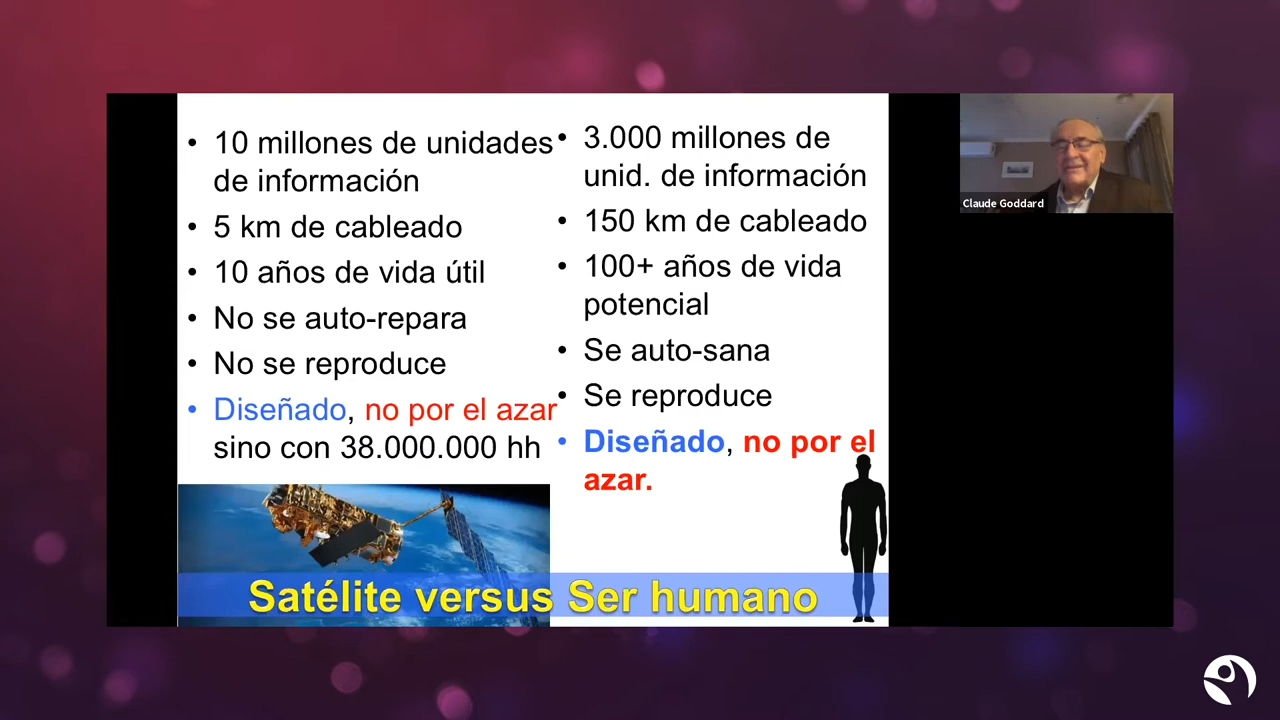 • 10 millones de unidades
de información
• 5 km de cableado
• 10 años de vida útil
• No se auto-repara
• No se reproduce
• Diseñado, no por el azar
sino con 38.000.000 hh
• 3.000 millones de
unid. de información
• 150 km de cableado
• 100+ años de vida
potencial
• Se auto-sana
• Se reproduce
• Diseñado, no por el
azar.
Satélite versus Ser humano
Claude Goddard